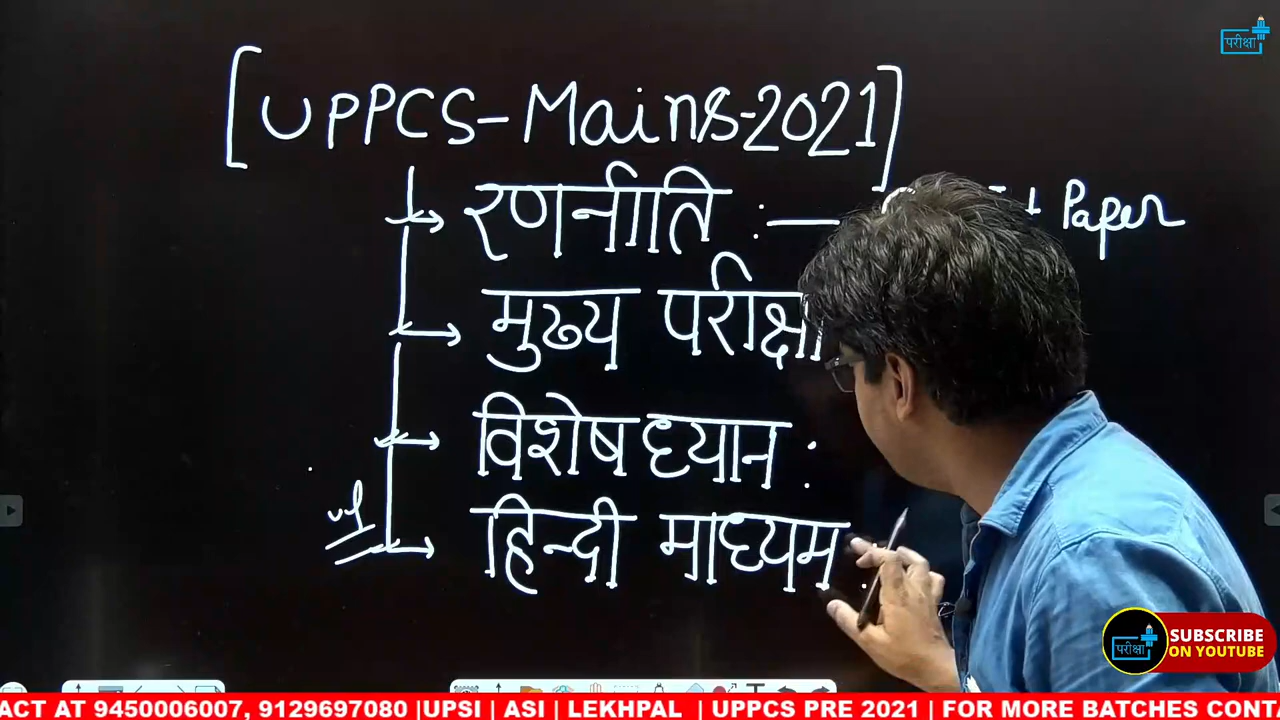 परीक्षा
[UPPCS-Mains-2021]
रणनीति :— Paper
मुख्य परीक्षा
विशेष ध्यान :
हिन्दी माध्यम :
परीक्षा SUBSCRIBE
ON YOUTUBE
ACT AT 9450006007, 9129697080 |UPSI | ASI | LEKHPAL | UPPCS PRE 2021 | FOR MORE BATCHES CONT